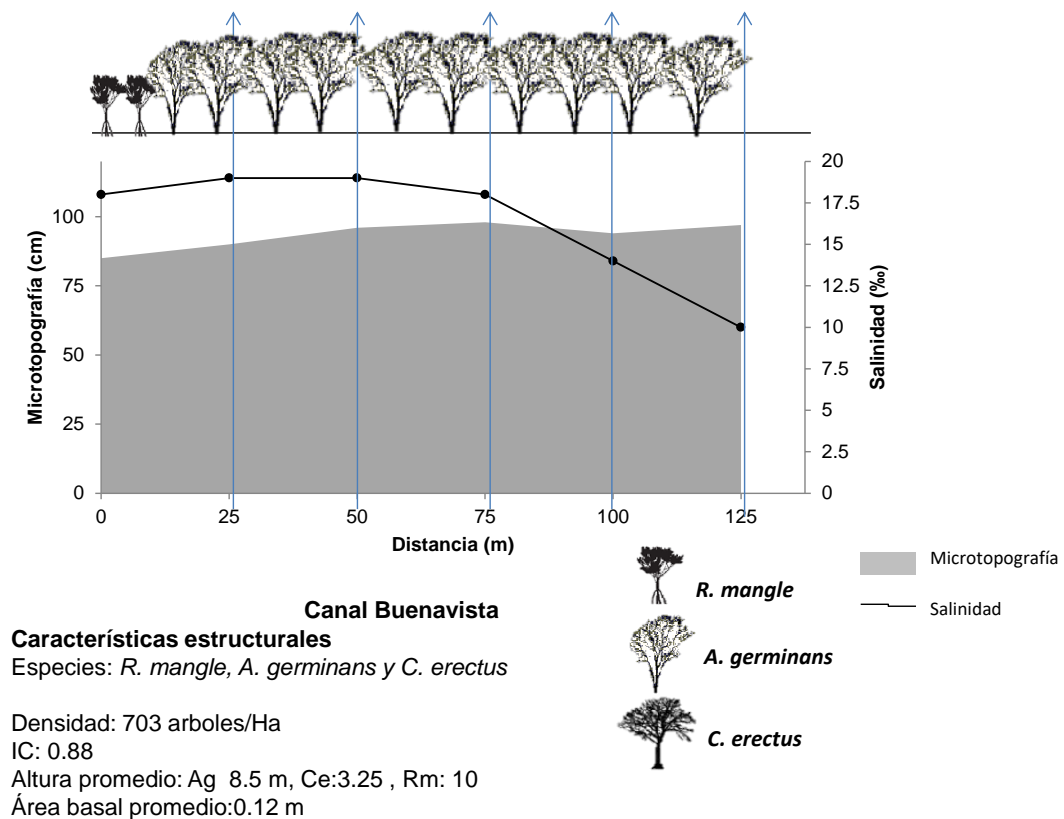 Microtopografía (cm)
100
75
50
25
0
20
17.5
15
12.5
10
7.5
5
2.5
0
Salinidad (‰)
0 25 50 75 100 125
Distancia (m)
R. mangle
A. germinans
C. erectus
Microtopografía
Salinidad
Canal Buenavista
Características estructurales
Especies: R. mangle, A. germinans y C. erectus
Densidad: 703 arboles/Ha
IC: 0.88
Altura promedio: Ag 8.5 m, Ce:3.25 , Rm: 10
Área basal promedio:0.12 m